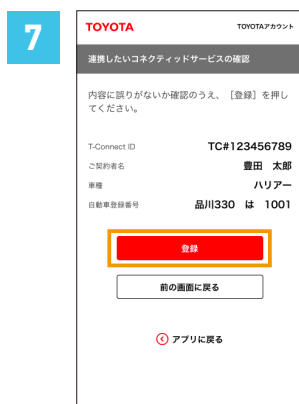 7
TOYOTA
TOYOTAアカウント
連携したいコネクティッドサービスの確認
内容に誤りがないか確認のうえ、［登録］を押し
てください。
T-Connect ID TC#123456789
ご契約者名 豊田 太郎
車種 ハリアー
自動車登録番号 品川330 は 1001
登録
前の画面に戻る
アプリに戻る